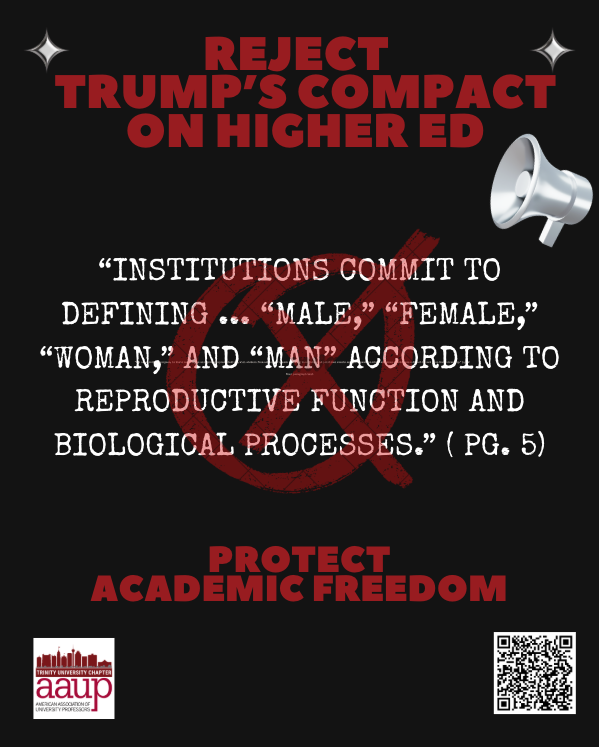 REJECT
TRUMP'S COMPACT
ON HIGHER ED
“INSTITUTIONS COMMIT TO
DEFINING ... “MALE,” “FEMALE,”
“WOMAN,” AND “MAN” ACCORDING TO
REPRODUCTIVE FUNCTION AND
BIOLOGICAL PROCESSES.” ( PG. 5)
PROTECT
ACADEMIC FREEDOM
TRINITY UNIVERSITY CHAPTER
aaup
AMERICAN ASSOCIATION OF
UNIVERSITY PROFESSORS